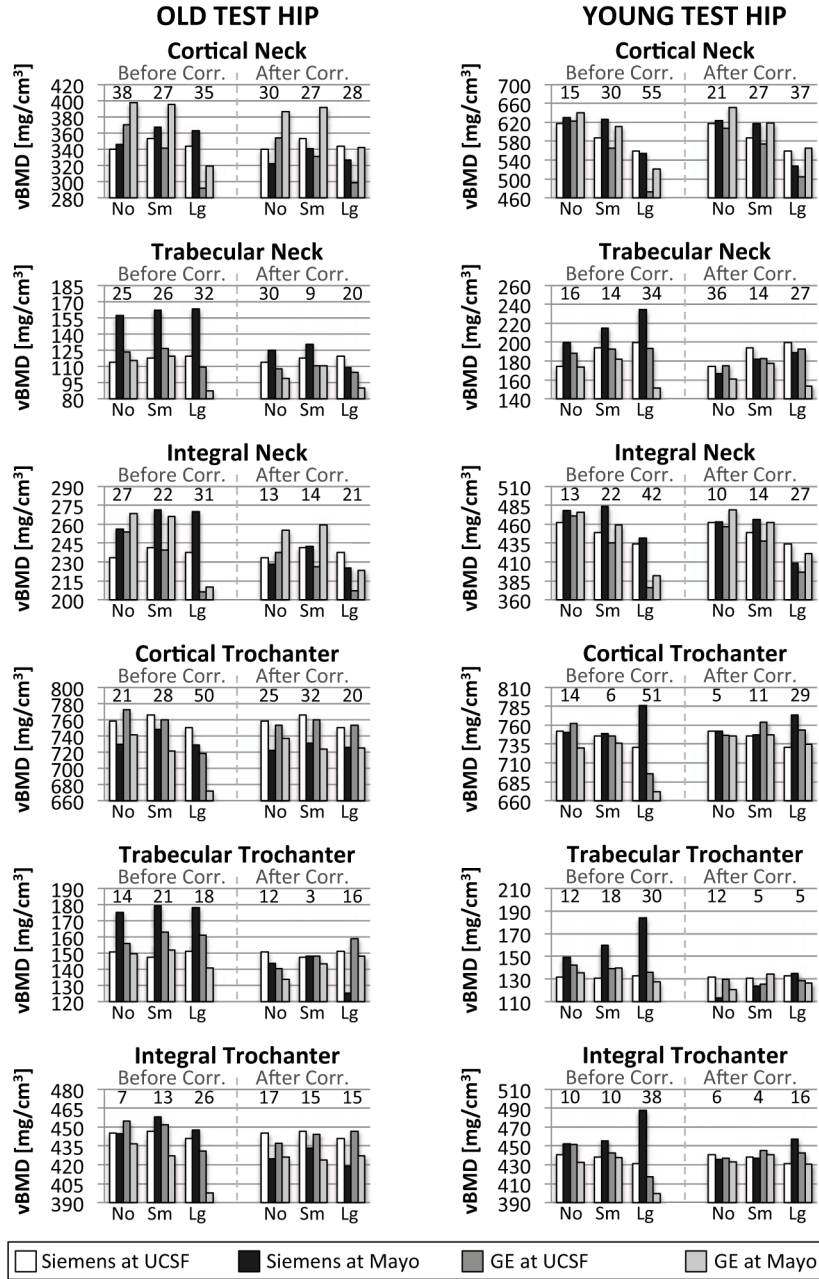 OLD TEST HIP YOUNG TEST HIP
Cortical Neck Cortical Neck
Before Corr. After Corr. Before Corr. After Corr.
vBMD [mg/cm³] 420 400 380 360 340 320 300 280 vBMD [mg/cm³] 700 660 620 580 540 500 460
38 27 35 30 27 28 15 30 55 21 27 37
No Sm Lg No Sm Lg No Sm Lg No Sm Lg
Trabecular Neck Trabecular Neck
Before Corr. After Corr. Before Corr. After Corr.
vBMD [mg/cm³] 185 170 155 140 125 110 95 80 vBMD [mg/cm³] 260 240 220 200 180 160 140
25 26 32 30 9 20 16 14 34 36 14 27
No Sm Lg No Sm Lg No Sm Lg No Sm Lg
Integral Neck Integral Neck
Before Corr. After Corr. Before Corr. After Corr.
vBMD [mg/cm³] 290 275 260 245 230 215 200 vBMD [mg/cm³] 510 485 460 435 410 385 360
27 22 31 13 14 21 13 22 42 10 14 27
No Sm Lg No Sm Lg No Sm Lg No Sm Lg
Cortical Trochanter Cortical Trochanter
Before Corr. After Corr. Before Corr. After Corr.
vBMD [mg/cm³] 800 780 760 740 720 700 680 660 vBMD [mg/cm³] 810 785 760 735 710 685 660
21 28 50 25 32 20 14 6 51 5 11 29
No Sm Lg No Sm Lg No Sm Lg No Sm Lg
Trabecular Trochanter Trabecular Trochanter
Before Corr. After Corr. Before Corr. After Corr.
vBMD [mg/cm³] 190 180 170 160 150 140 130 120 vBMD [mg/cm³] 210 190 170 150 130 110
14 21 18 12 3 16 12 18 30 12 5 5
No Sm Lg No Sm Lg No Sm Lg No Sm Lg
Integral Trochanter Integral Trochanter
Before Corr. After Corr. Before Corr. After Corr.
vBMD [mg/cm³] 480 465 450 435 420 405 390 vBMD [mg/cm³] 510 490 470 450 430 410 390
7 13 26 17 15 15 10 10 38 6 4 16
No Sm Lg No Sm Lg No Sm Lg No Sm Lg
Siemens at UCSF Siemens at Mayo GE at UCSF GE at Mayo